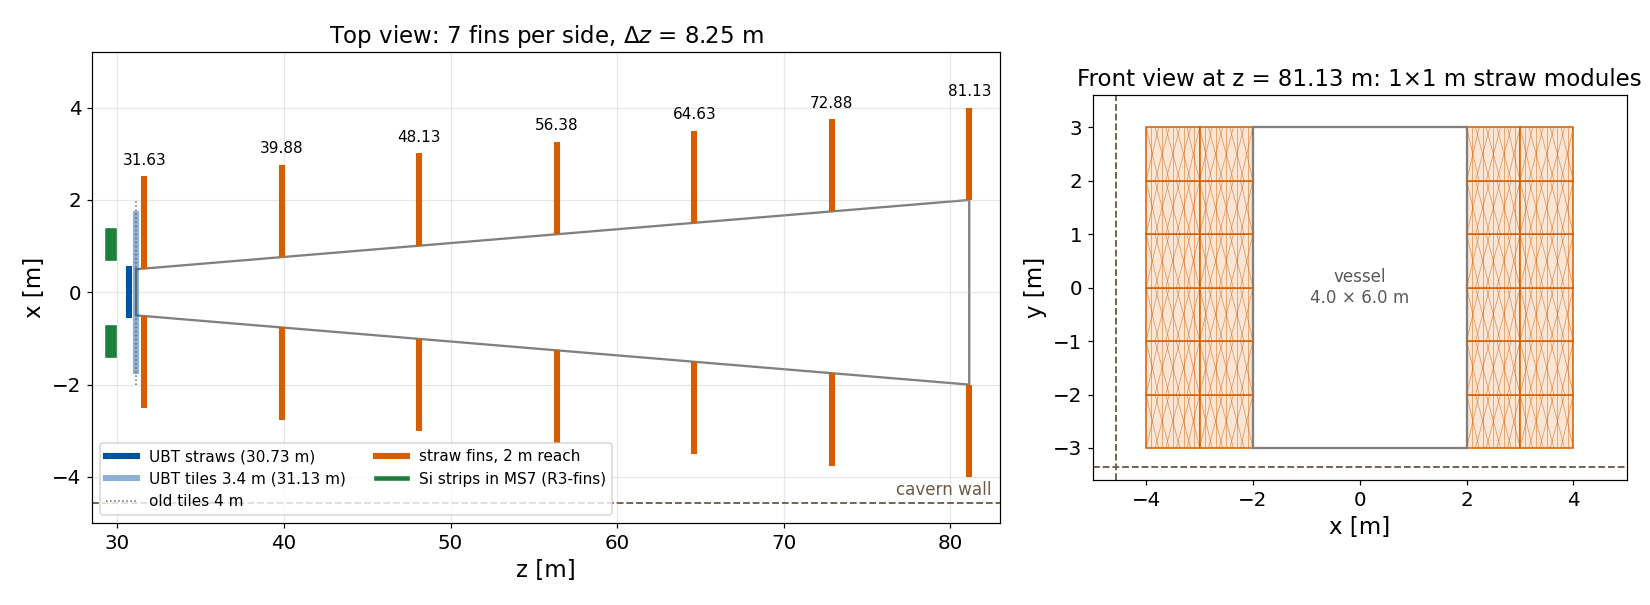 Top view: 7 fins per side, Δz = 8.25 m
x [m]
4
2
0
−2
−4
31.63
39.88
48.13
56.38
64.63
72.88
81.13
UBT straws (30.73 m)
UBT tiles 3.4 m (31.13 m)
old tiles 4 m
straw fins, 2 m reach
Si strips in MS7 (R3-fins)
cavern wall
30
40
50
60
70
80
z [m]
Front view at z = 81.13 m: 1×1 m straw modules
y [m]
3
2
1
0
−1
−2
−3
vessel
4.0 × 6.0 m
−4
−2
0
2
4
x [m]